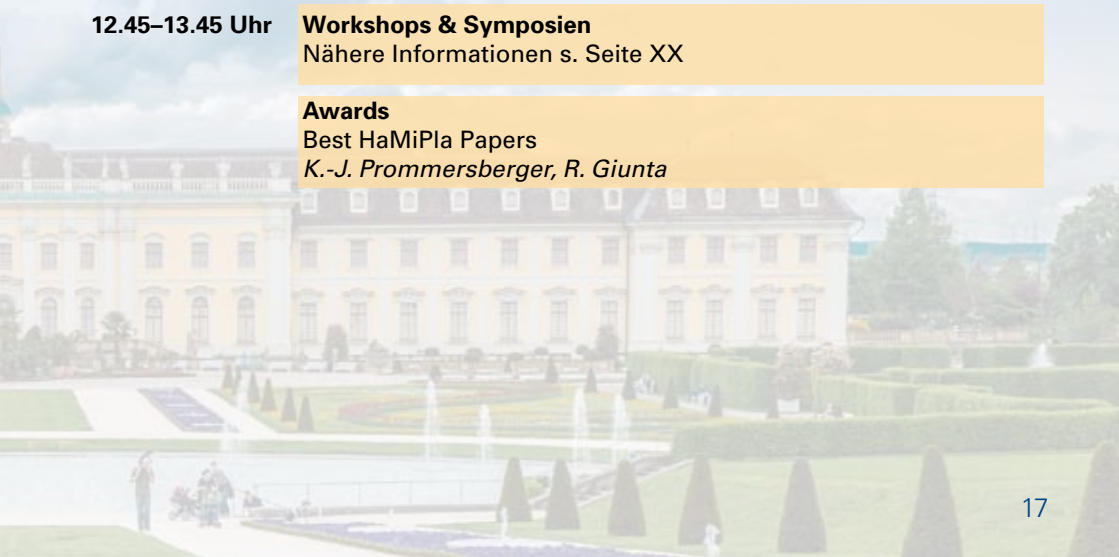 12.45–13.45 Uhr Workshops & Symposien
Nähere Informationen s. Seite XX
Awards
Best HaMiPla Papers
K.-J. Prommersberger, R. Giunta
17